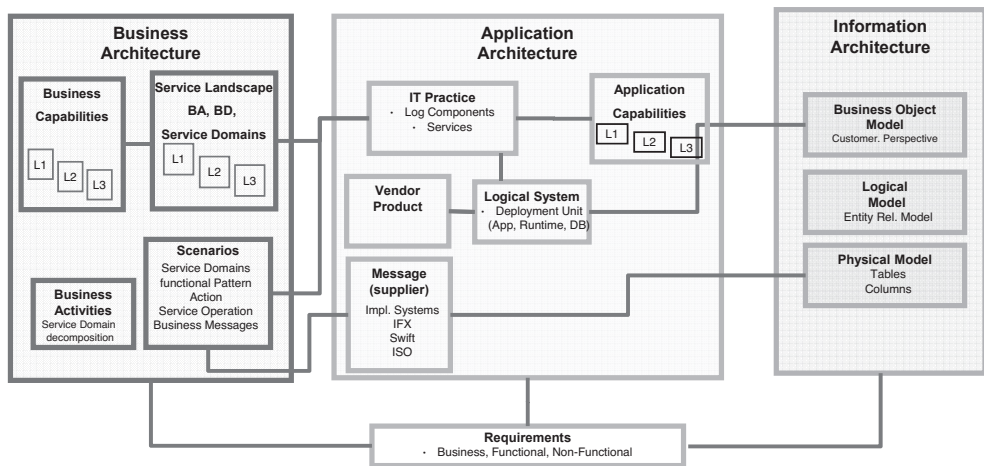 Business
Architecture
Business
Capabilities
L1
L2
L3
Service Landscape
BA, BD,
Service Domains
L1
L2
L3
Business
Activities
Service Domain
decomposition
Scenarios
Service Domains
functional Pattern
Action
Service Operation
Business Messages
Application
Architecture
IT Practice
· Log Components
· Services
Application
Capabilities
L1
L2
L3
Vendor
Product
Logical System
· Deployment Unit
(App, Runtime, DB)
Message
(supplier)
Impl. Systems
IFX
Swift
ISO
Information
Architecture
Business Object
Model
Customer. Perspective
Logical
Model
Entity Rel. Model
Physical Model
Tables
Columns
Requirements
· Business, Functional, Non-Functional